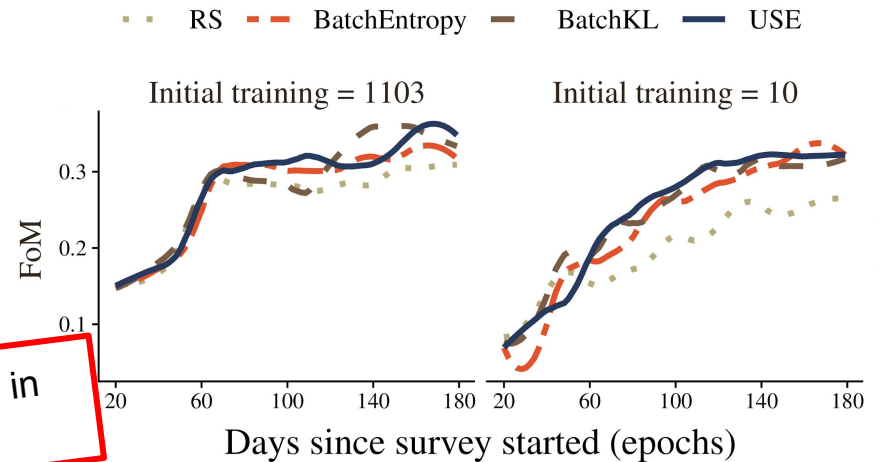 RS BatchEntropy BatchKL USE
Initial training = 1103 Initial training = 10
FoM
0.3
0.2
0.1
in
20 60 100 140 180 20 60 100 140 180
Days since survey started (epochs)